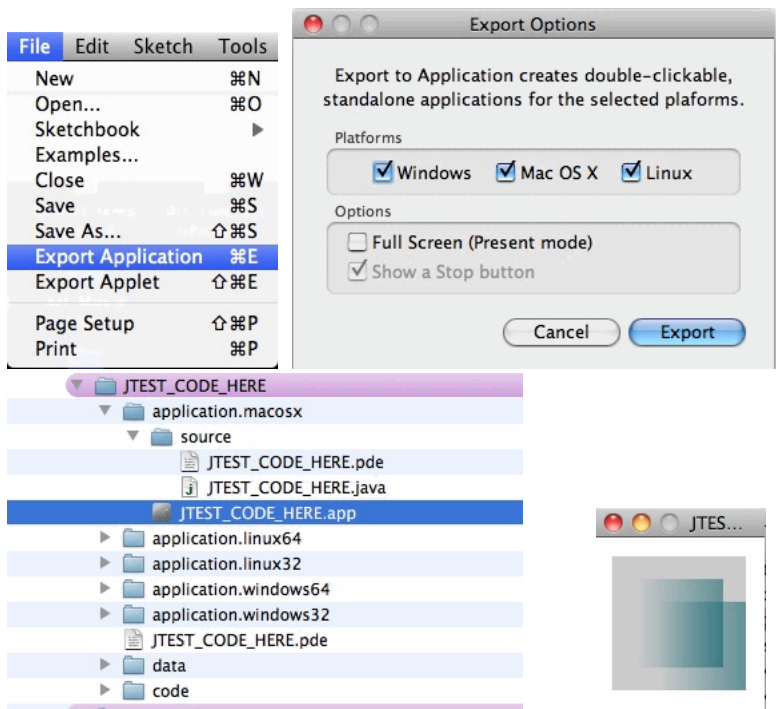 File Edit Sketch Tools
New ⌘N
Open... ⌘O
Sketchbook ▶
Examples...
Close ⌘W
Save ⌘S
Save As... ⇧⌘S
Export Application ⌘E
Export Applet ⇧⌘E
Page Setup ⇧⌘P
Print ⌘P
Export Options
Export to Application creates double-clickable,
standalone applications for the selected plaforms.
Platforms
Windows Mac OS X Linux
Options
Full Screen (Present mode)
Show a Stop button
Cancel Export
JTEST_CODE_HERE
application.macosx
source
JTEST_CODE_HERE.pde
JTEST_CODE_HERE.java
JTEST_CODE_HERE.app
application.linux64
application.linux32
application.windows64
application.windows32
JTEST_CODE_HERE.pde
data
code
JTES...